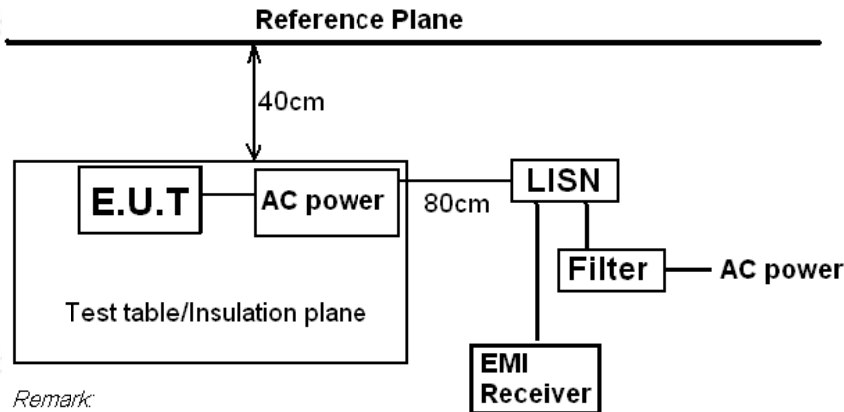 Reference Plane
40cm
E.U.T
AC power
80cm
LISN
Filter
AC power
Test table/Insulation plane
EMI
Receiver
Remark: